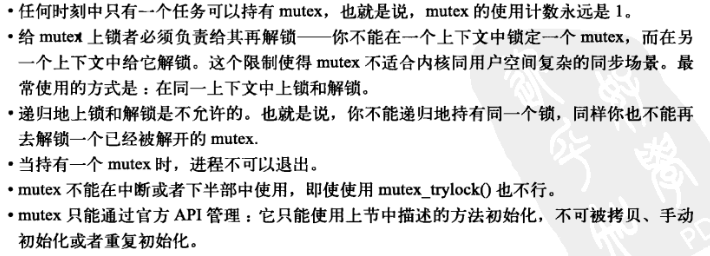 • 任何时刻中只有一个任务可以持有 mutex，也就是说，mutex 的使用计数永远是 1。
• 给 mutex 上锁者必须负责给其再解锁——你不能在一个上下文中锁定一个 mutex，而在另
一个上下文中给它解锁。这个限制使得 mutex 不适合内核同用户空间复杂的同步场景。最
常使用的方式是：在同一上下文中上锁和解锁。
• 递归地上锁和解锁是不允许的。也就是说，你不能递归地持有同一个锁，同样你也不能再
去解锁一个已经被解开的 mutex.
• 当持有一个 mutex 时，进程不可以退出。
• mutex 不能在中断或者下半部中使用，即使使用 mutex_trylock() 也不行。
• mutex 只能通过官方 API 管理：它只能使用上节中描述的方法初始化，不可被拷贝、手动
初始化或者重复初始化。
PD